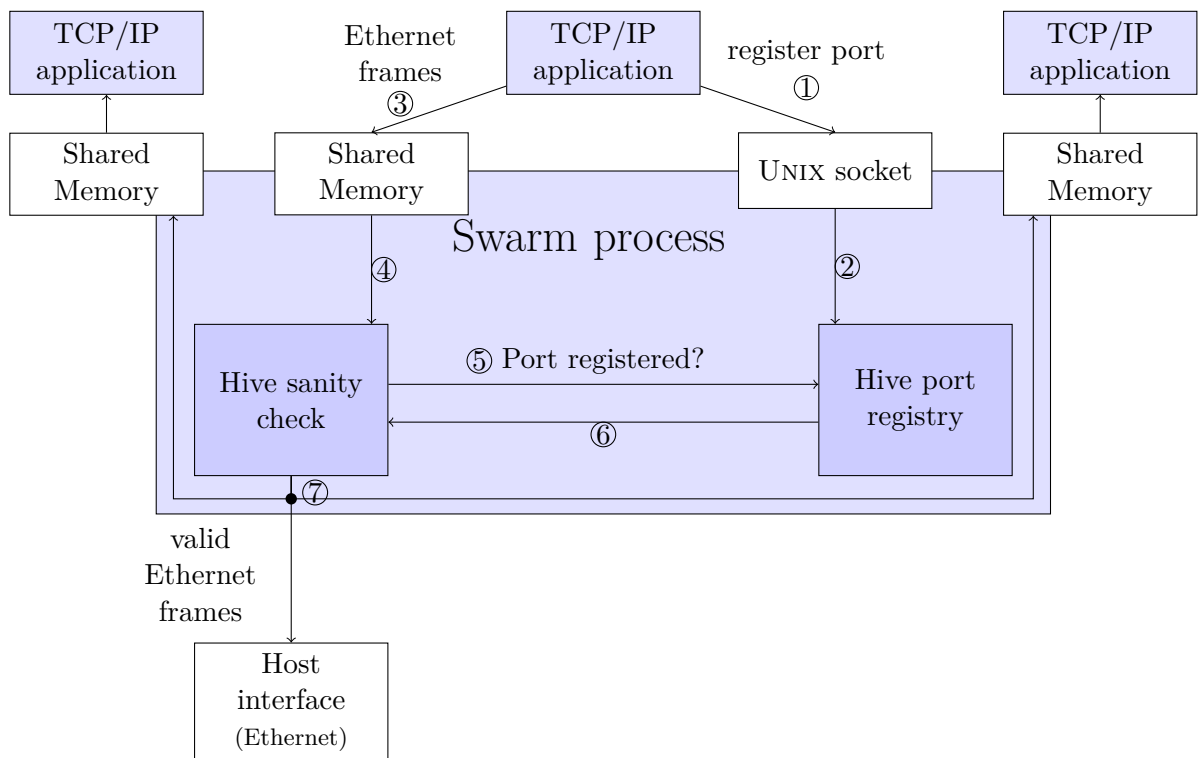 TCP/IP
application
Ethernet
frames
③
TCP/IP
application
register port
①
TCP/IP
application
Shared
Memory
Shared
Memory
UNIX socket
Shared
Memory
Swarm process
④
②
Hive sanity
check
⑤ Port registered?
⑥
Hive port
registry
⑦
valid
Ethernet
frames
Host
interface
(Ethernet)